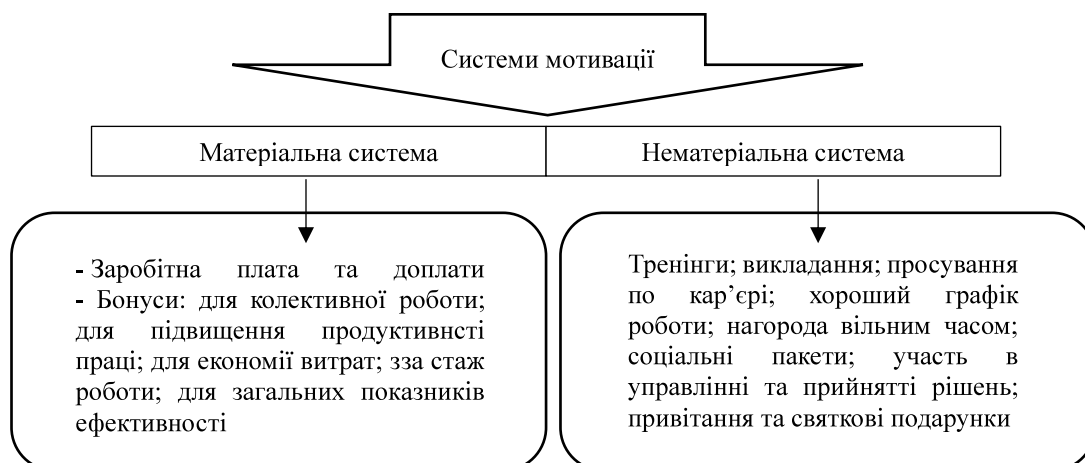 Системи мотивації
Матеріальна система
Нематеріальна система
- Заробітна плата та доплати
- Бонуси: для колективної роботи;
для підвищення продуктивнсті
праці; для економії витрат; зза стаж
роботи; для загальних показників
ефективності
Тренінги; викладання; просування
по кар’єрі; хороший графік
роботи; нагорода вільним часом;
соціальні пакети; участь в
управлінні та прийнятті рішень;
привітання та святкові подарунки